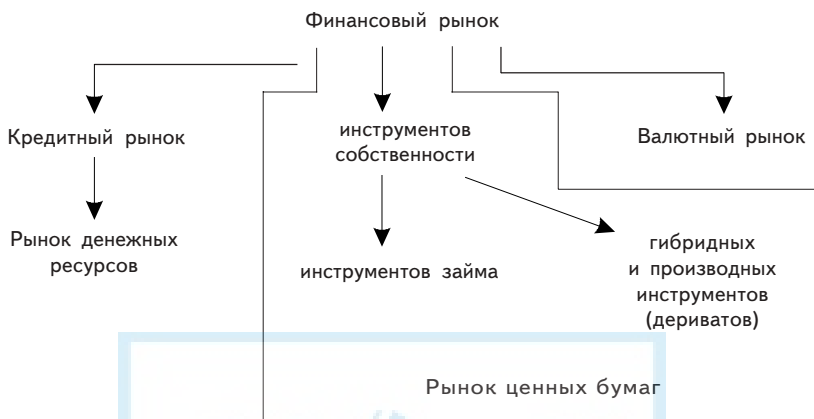 Финансовый рынок
Кредитный рынок
инструментов
собственности
Валютный рынок
Рынок денежных
ресурсов
инструментов займа
гибридных
и производных
инструментов
(дериватов)
Рынок ценных бумаг